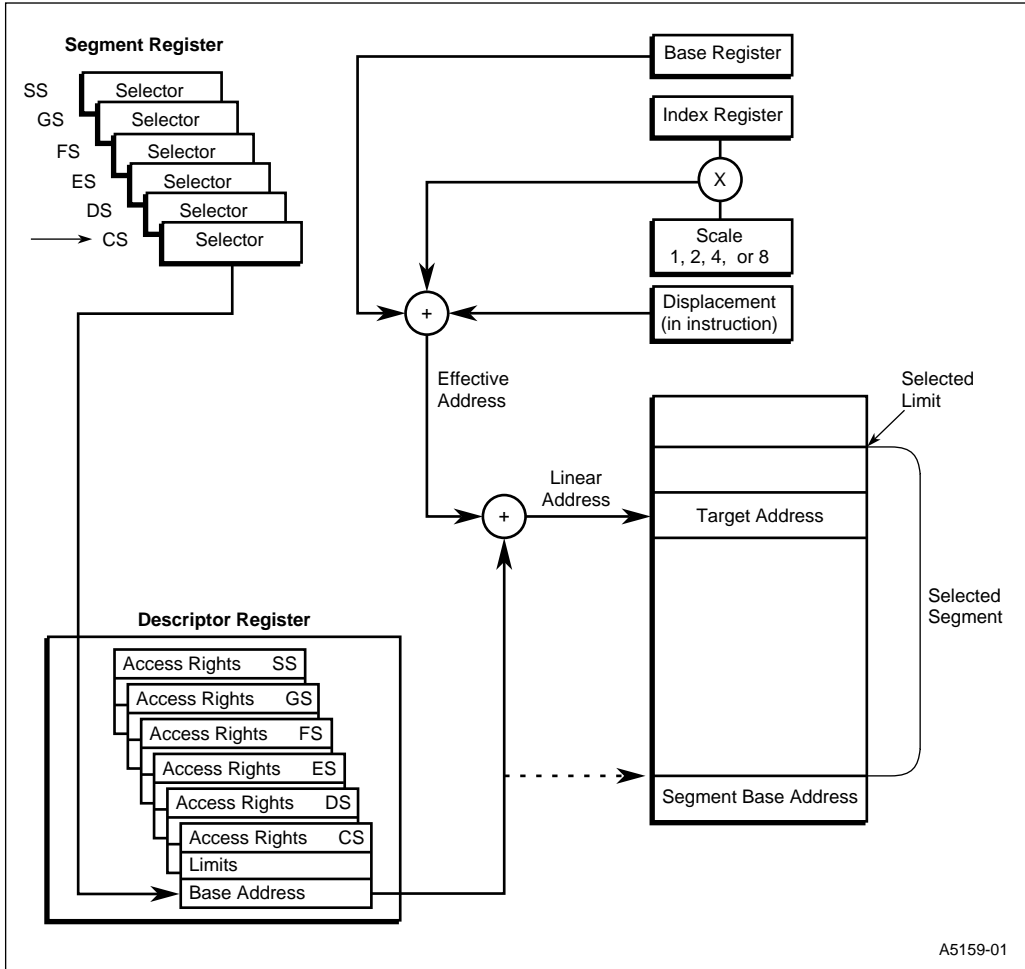 Segment Register
SS
Selector
GS
Selector
FS
Selector
ES
Selector
DS
Selector
CS
Selector
Base Register
Index Register
X
Scale
1, 2, 4, or 8
Displacement
(in instruction)
+
Effective
Address
Selected
Limit
Linear
Address
+
Target Address
Selected
Segment
Segment Base Address
Descriptor Register
Access Rights SS
Access Rights GS
Access Rights FS
Access Rights ES
Access Rights DS
Access Rights CS
Limits
Base Address
A5159-01